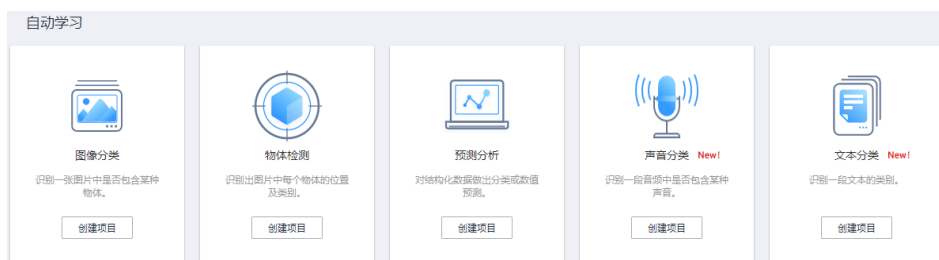 自动学习
图像分类
识别一张图片中是否包含某种
物体。
创建项目
物体检测
识别出图片中每个物体的位置
及类别。
创建项目
预测分析
对结构化数据做出分类或数值
预测。
创建项目
声音分类 New!
识别一段音频中是否包含某种
声音。
创建项目
文本分类 New!
识别一段文本的类别。
创建项目